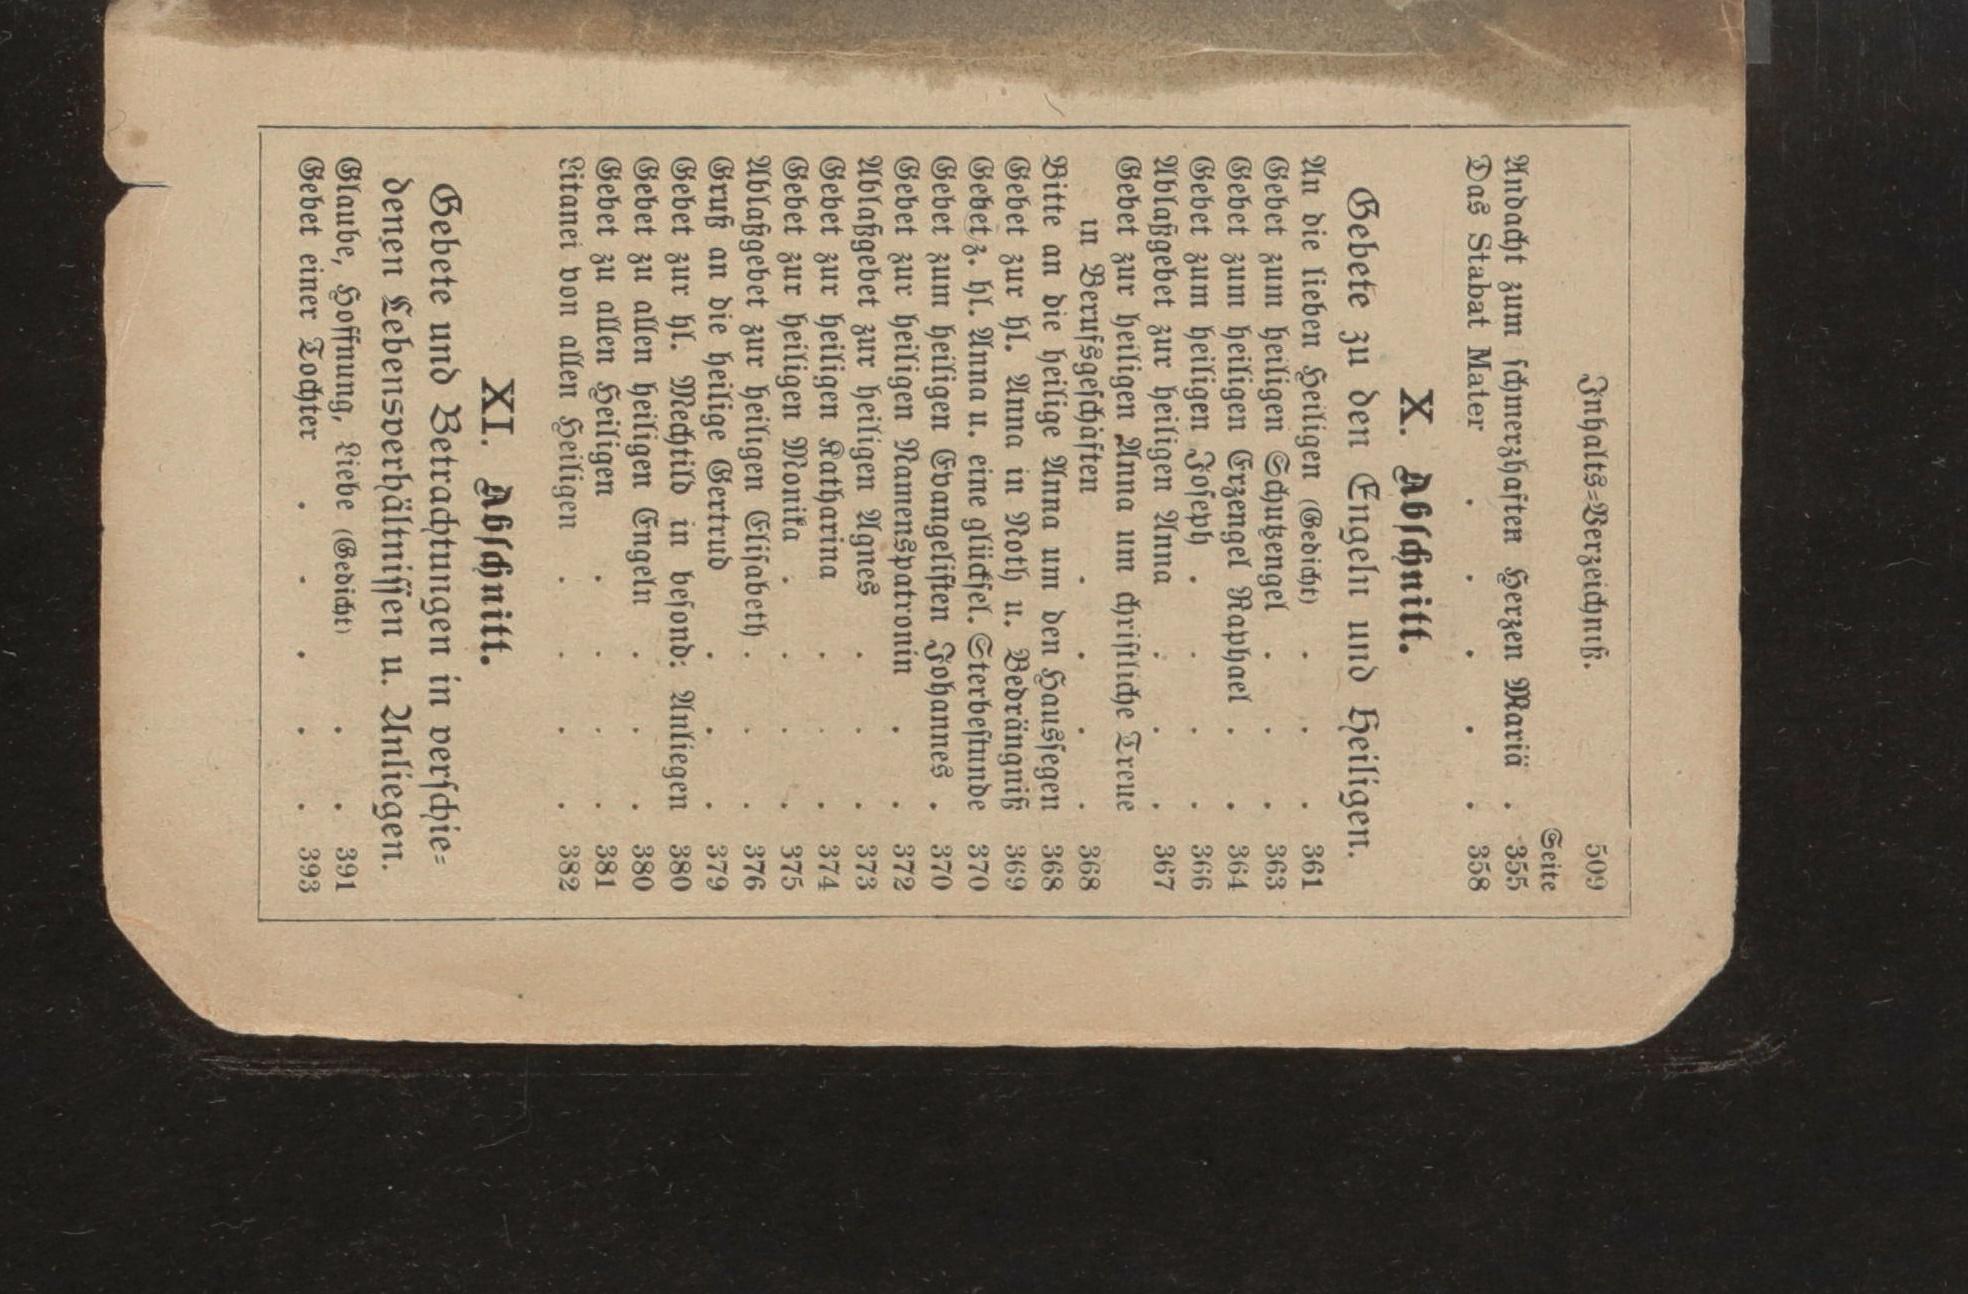 Inhalts=Verzeichniß. 509
Seite
Andacht zum schmerzhaften Herzen Mariä . 355
Das Stabat Mater . . . . . 358
X. Abschnitt.
Gebete zu den Engeln und Heiligen.
An die lieben Heiligen (Gedicht) . . . 361
Gebet zum heiligen Schutzengel . . . 363
Gebet zum heiligen Erzengel Raphael . . 364
Gebet zum heiligen Joseph . . . . 366
Ablaßgebet zur heiligen Anna . . . 367
Gebet zur heiligen Anna um christliche Treue
in Berufsgeschäften . . . . 368
Bitte an die heilige Anna um den Haussegen 368
Gebet zur hl. Anna in Noth u. Bedrängniß 369
Gebet z. hl. Anna u. eine glücksel. Sterbestunde 370
Gebet zum heiligen Evangelisten Johannes . 370
Gebet zur heiligen Namenspatronin . . 372
Ablaßgebet zur heiligen Agnes . . . 373
Gebet zur heiligen Katharina . . . 374
Gebet zur heiligen Monika . . . . 375
Ablaßgebet zur heiligen Elisabeth . . . 376
Gruß an die heilige Gertrud . . . 379
Gebet zur hl. Mechtild in besond: Anliegen 380
Gebet zu allen heiligen Engeln . . . 380
Gebet zu allen Heiligen . . . . 381
Litanei von allen Heiligen . . . . 382
XI. Abschnitt.
Gebete und Betrachtungen in verschie=
denen Lebensverhältnissen u. Anliegen.
Glaube, Hoffnung, Liebe (Gedicht) . . 391
Gebet einer Tochter . . . . . 393